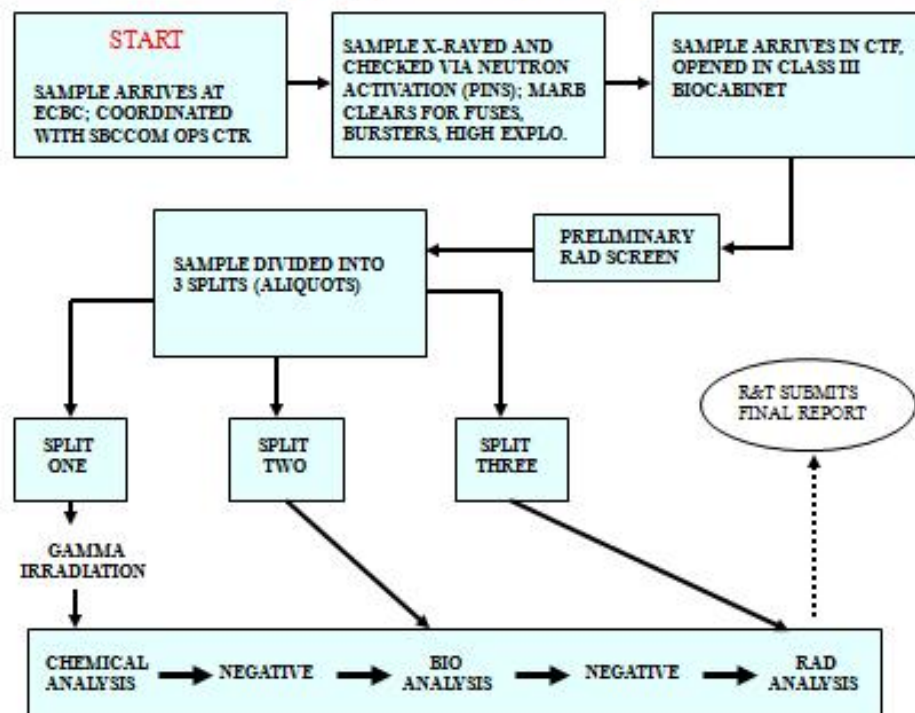 START
SAMPLE ARRIVES AT
ECBC; COORDINATED
WITH SBCCOM OPS CTR
SAMPLE X-RAYED AND
CHECKED VIA NEUTRON
ACTIVATION (PINS); MARB
CLEARS FOR FUSES,
BURSTERS, HIGH EXPLO.
SAMPLE ARRIVES IN CTF,
OPENED IN CLASS III
BIOCABINET
PRELIMINARY
RAD SCREEN
SAMPLE DIVIDED INTO
3 SPLITS (ALIQUOTS)
R&T SUBMITS
FINAL REPORT
SPLIT
ONE
SPLIT
TWO
SPLIT
THREE
GAMMA
IRRADIATION
CHEMICAL
ANALYSIS
NEGATIVE
BIO
ANALYSIS
NEGATIVE
RAD
ANALYSIS